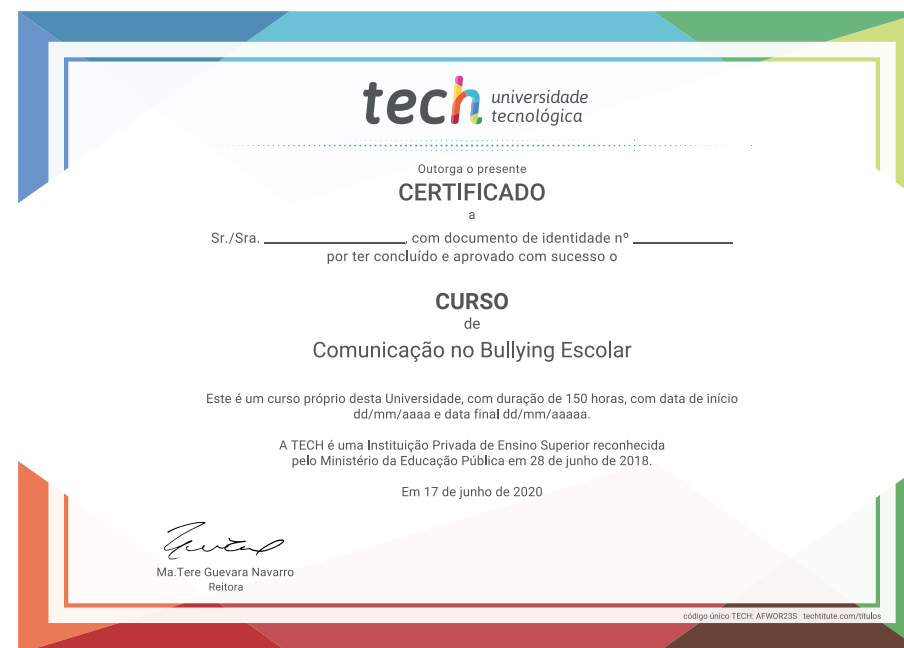 tech universidade
tecnológica
Outorga o presente
CERTIFICADO
a
Sr./Sra. ________________, com documento de identidade nº ____________
por ter concluído e aprovado com sucesso o
CURSO
de
Comunicação no Bullying Escolar
Este é um curso próprio desta Universidade, com duração de 150 horas, com data de início
dd/mm/aaaa e data final dd/mm/aaaaa.
A TECH é uma Instituição Privada de Ensino Superior reconhecida
pelo Ministério da Educação Pública em 28 de junho de 2018.
Em 17 de junho de 2020
Ma.Tere Guevara Navarro
Reitora
código único TECH: AFWOR23S techtitute.com/titulos